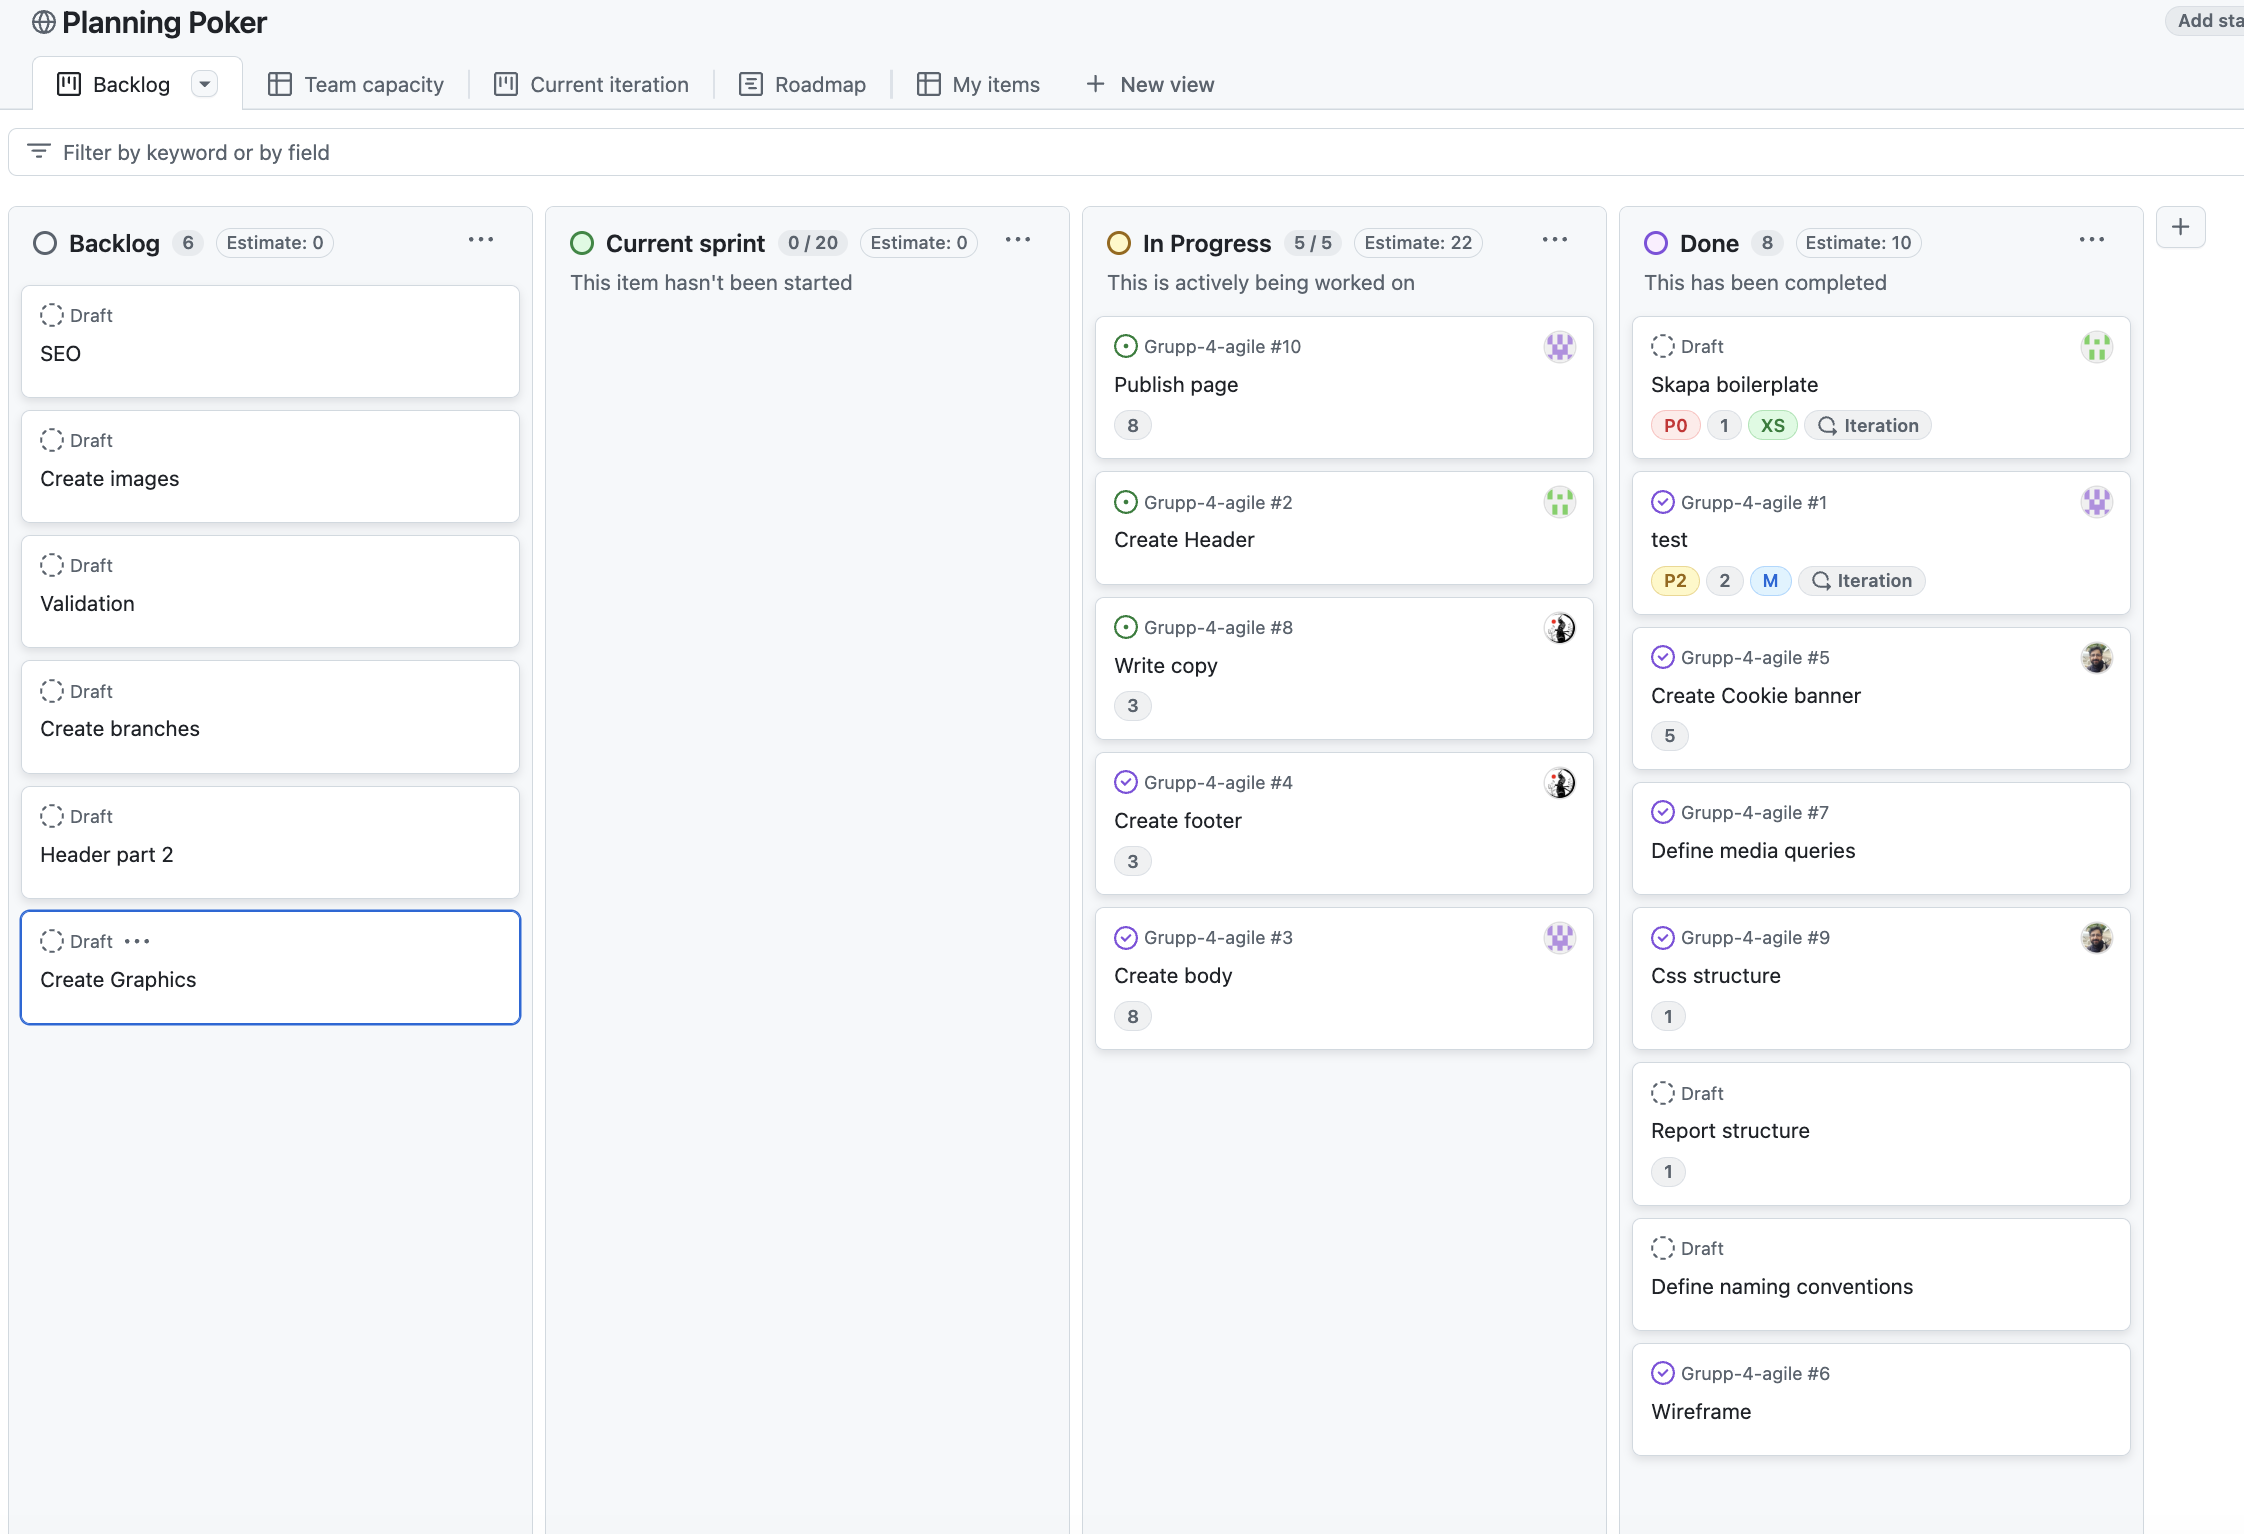 Planning Poker
Add sta
Backlog
Team capacity
Current iteration
Roadmap
My items
New view
Filter by keyword or by field
Backlog 6 Estimate: 0
Draft
SEO
Draft
Create images
Draft
Validation
Draft
Create branches
Draft
Header part 2
Draft
Create Graphics
Current sprint 0 / 20 Estimate: 0
This item hasn't been started
In Progress 5 / 5 Estimate: 22
This is actively being worked on
Grupp-4-agile #10
Publish page
8
Grupp-4-agile #2
Create Header
Grupp-4-agile #8
Write copy
3
Grupp-4-agile #4
Create footer
3
Grupp-4-agile #3
Create body
8
Done 8 Estimate: 10
This has been completed
Draft
Skapa boilerplate
P0 1 XS Iteration
Grupp-4-agile #1
test
P2 2 M Iteration
Grupp-4-agile #5
Create Cookie banner
5
Grupp-4-agile #7
Define media queries
Grupp-4-agile #9
Css structure
1
Draft
Report structure
1
Draft
Define naming conventions
Grupp-4-agile #6
Wireframe